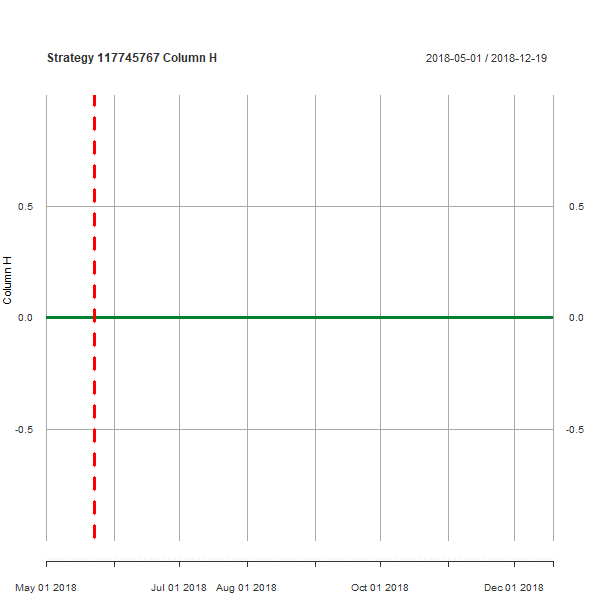 Strategy 117745767 Column H
2018-05-01 / 2018-12-19
0.5
0.5
Column H
0.0
0.0
-0.5
-0.5
May 01 2018
Jul 01 2018
Aug 01 2018
Oct 01 2018
Dec 01 2018